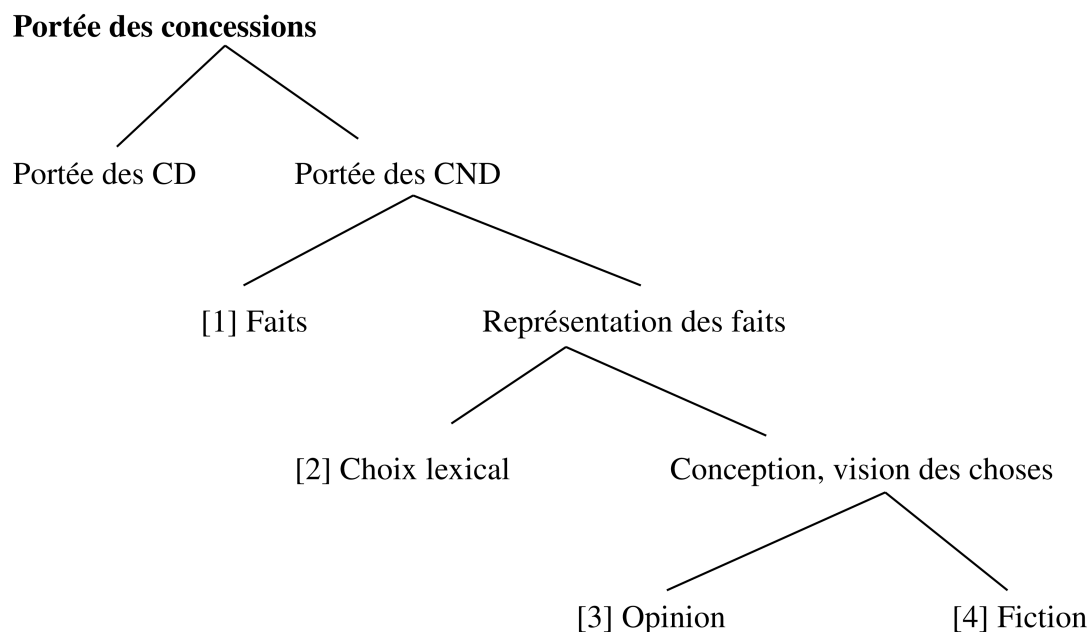 Portée des concessions
Portée des CD
Portée des CND
[1] Faits
Représentation des faits
[2] Choix lexical
Conception, vision des choses
[3] Opinion
[4] Fiction